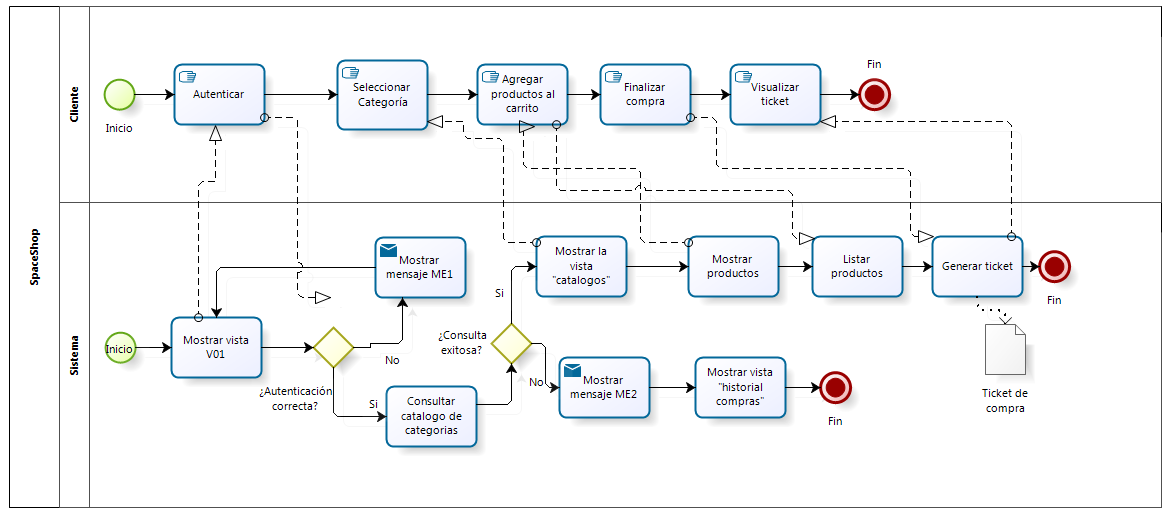 SpaceShop
Cliente
Inicio
Autenticar
Seleccionar
Categoría
Agregar
productos al
carrito
Finalizar
compra
Visualizar
ticket
Fin
Sistema
Inicio
Mostrar vista
V01
¿Autenticación
correcta?
No
Mostrar
mensaje ME1
Si
Consultar
catalogo de
categorias
¿Consulta
exitosa?
Si
Mostrar la
vista
"catalogos"
Mostrar
productos
Listar
productos
Generar ticket
Fin
Ticket de
compra
No
Mostrar
mensaje ME2
Mostrar vista
"historial
compras"
Fin